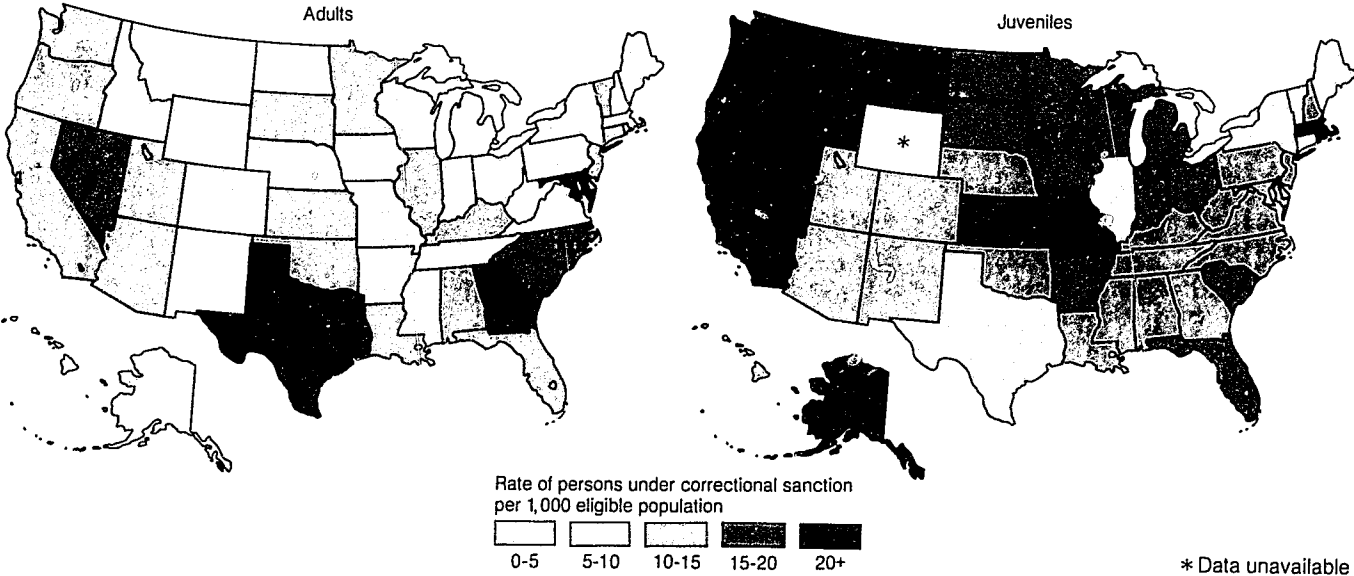 Adults
Juveniles
*
Rate of persons under correctional sanction
per 1,000 eligible population
0-5 5-10 10-15 15-20 20+
* Data unavailable